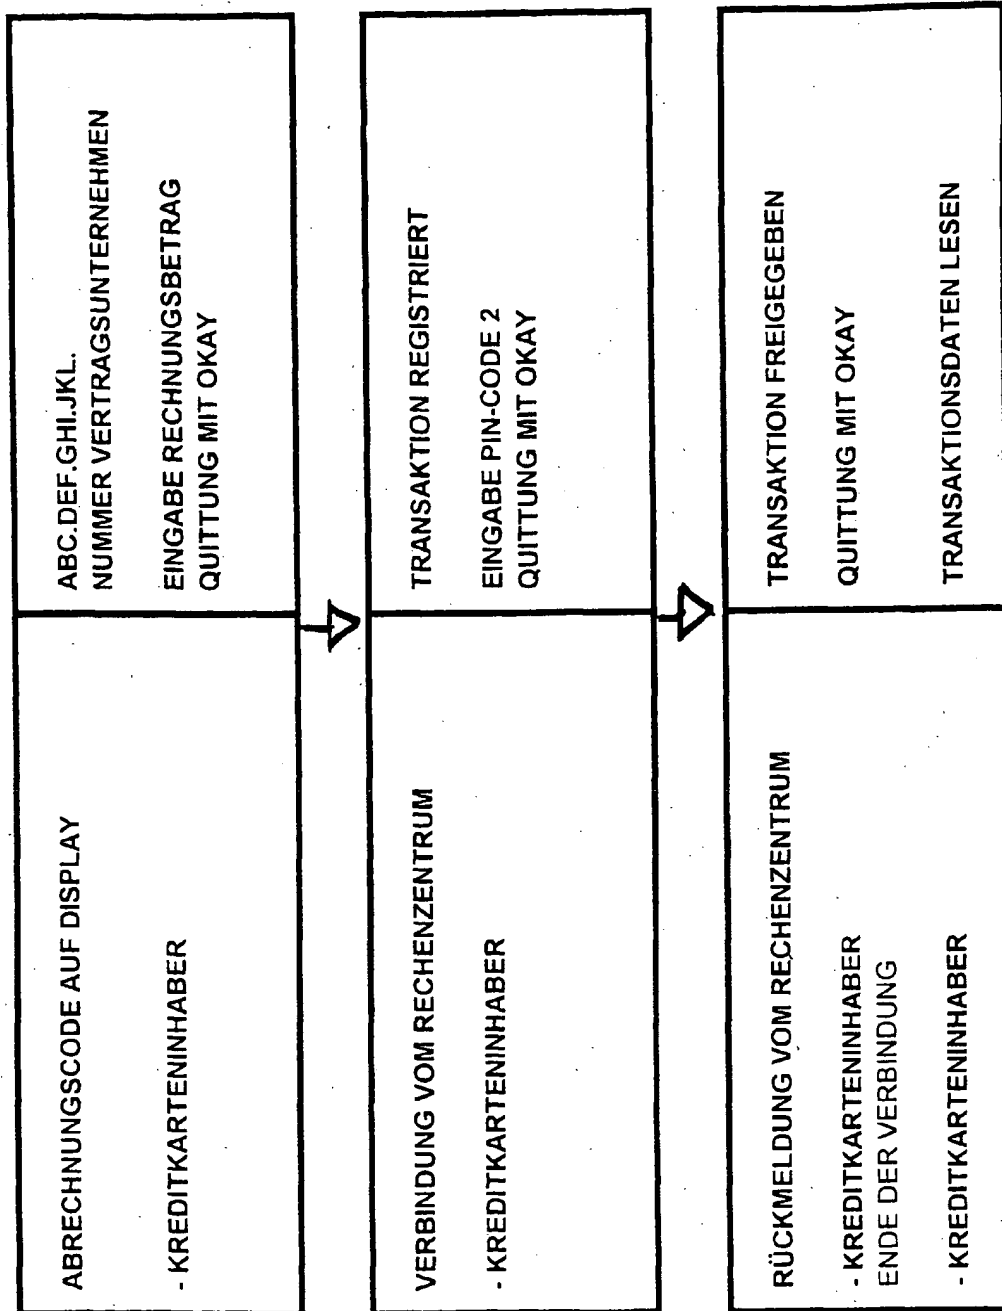 ABRECHNUNGSCODE AUF DISPLAY
- KREDITKARTENINHABER
ABC.DEF.GHI.JKL.
NUMMER VERTRAGSUNTERNEHMEN
EINGABE RECHNUNGSBETRAG
QUITTUNG MIT OKAY
VERBINDUNG VOM RECHENZENTRUM
- KREDITKARTENINHABER
TRANSAKTION REGISTRIERT
EINGABE PIN-CODE 2
QUITTUNG MIT OKAY
RÜCKMELDUNG VOM RECHENZENTRUM
- KREDITKARTENINHABER
ENDE DER VERBINDUNG
- KREDITKARTENINHABER
TRANSAKTION FREIGEGEBEN
QUITTUNG MIT OKAY
TRANSAKTIONSDATEN LESEN